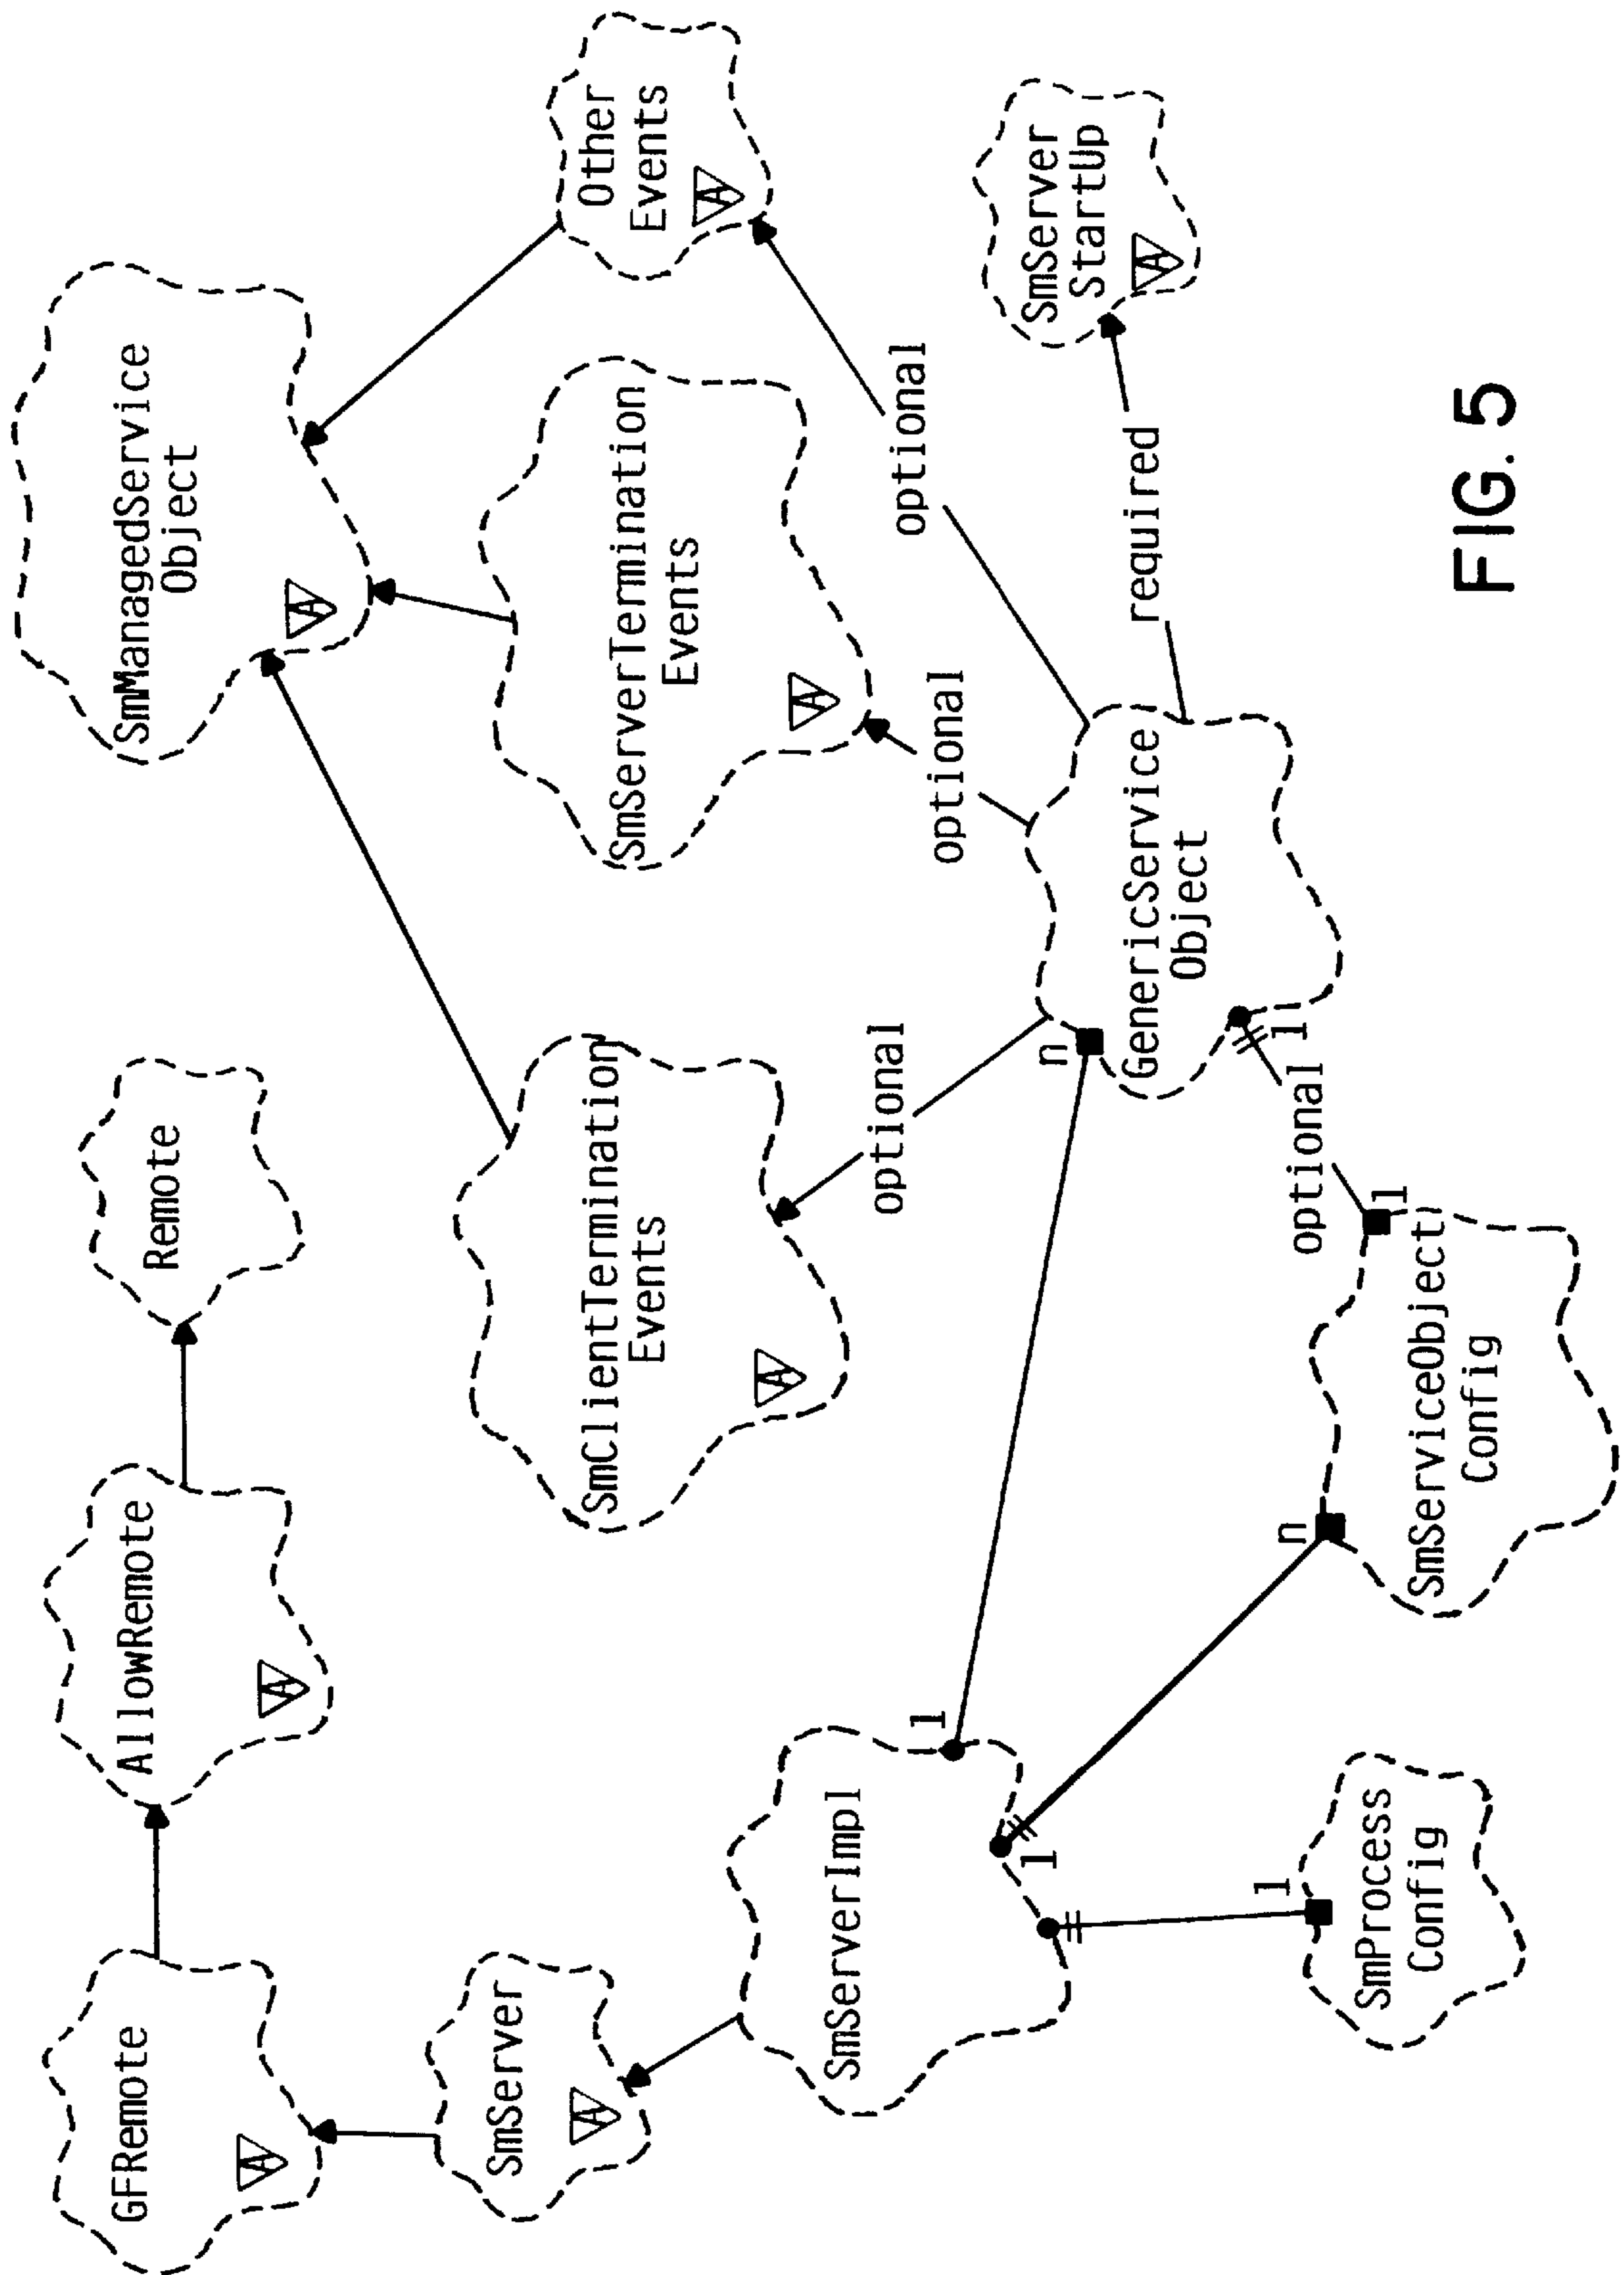 GFRemote
A
AllowRemote
A
Remote
SmManagedService
Object
A
SmServer
A
SmClientTermination
Events
A
SmServerTermination
Events
A
Other
Events
A
SmServerImpl
1
1
optional
optional
optional
n
GenericService
Object
1
required
SmServer
StartUp
A
optional
1
n
SmServiceObject
Config
1
SmProcess
Config
FIG. 5